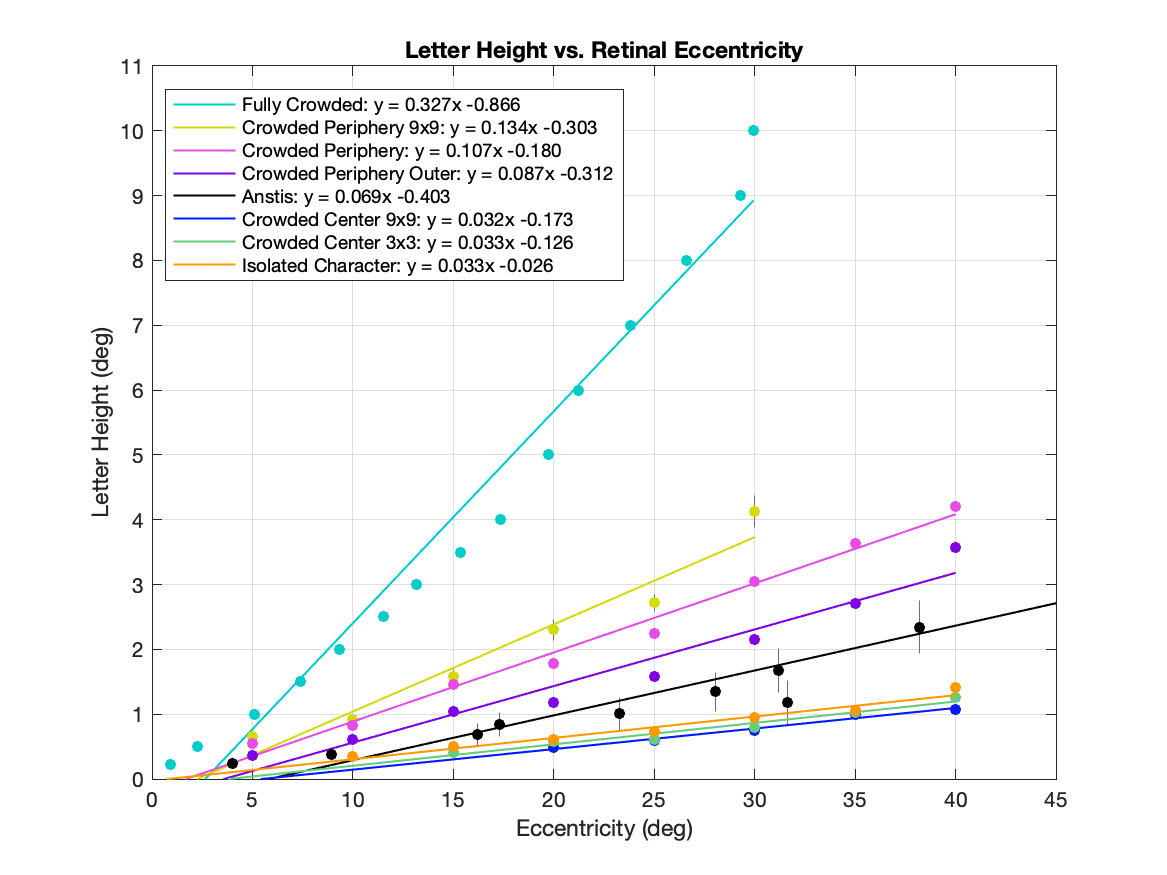 Letter Height vs. Retinal Eccentricity
11
10
9
8
7
6
5
4
3
2
1
0
Letter Height (deg)
Fully Crowded: y = 0.327x -0.866
Crowded Periphery 9x9: y = 0.134x -0.303
Crowded Periphery: y = 0.107x -0.180
Crowded Periphery Outer: y = 0.087x -0.312
Anstis: y = 0.069x -0.403
Crowded Center 9x9: y = 0.032x -0.173
Crowded Center 3x3: y = 0.033x -0.126
Isolated Character: y = 0.033x -0.026
0 5 10 15 20 25 30 35 40 45
Eccentricity (deg)